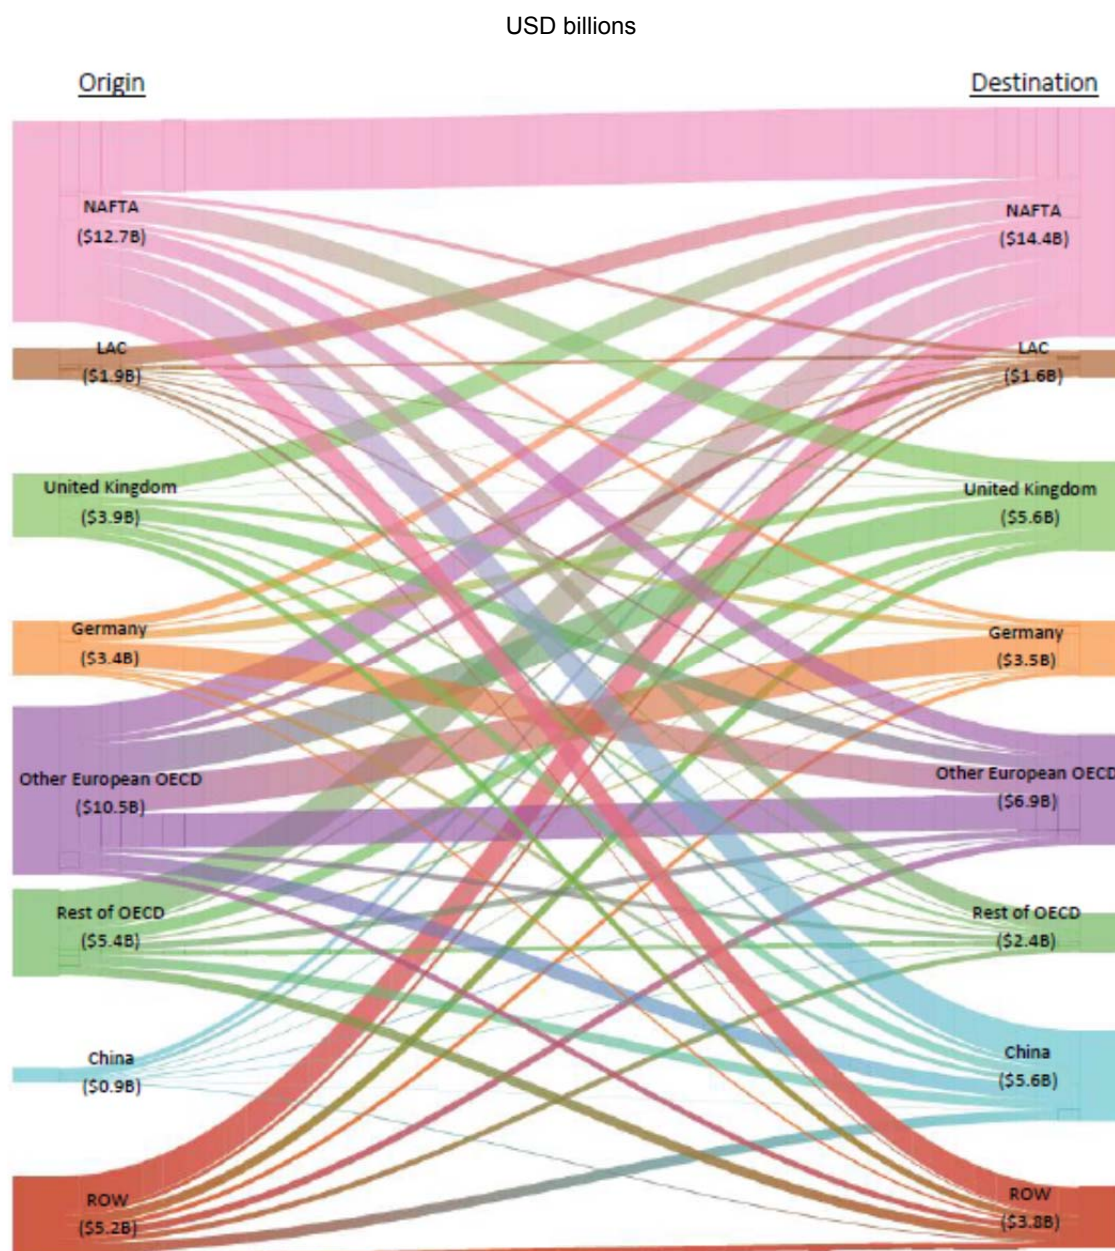 USD billions
Origin
Destination
NAFTA
($12.7B)
NAFTA
($14.4B)
LAC
($1.9B)
LAC
($1.6B)
United Kingdom
($3.9B)
United Kingdom
($5.6B)
Germany
($3.4B)
Germany
($3.5B)
Other European OECD
($10.5B)
Other European OECD
($6.9B)
Rest of OECD
($5.4B)
Rest of OECD
($2.4B)
China
($0.9B)
China
($5.6B)
ROW
($5.2B)
ROW
($3.8B)